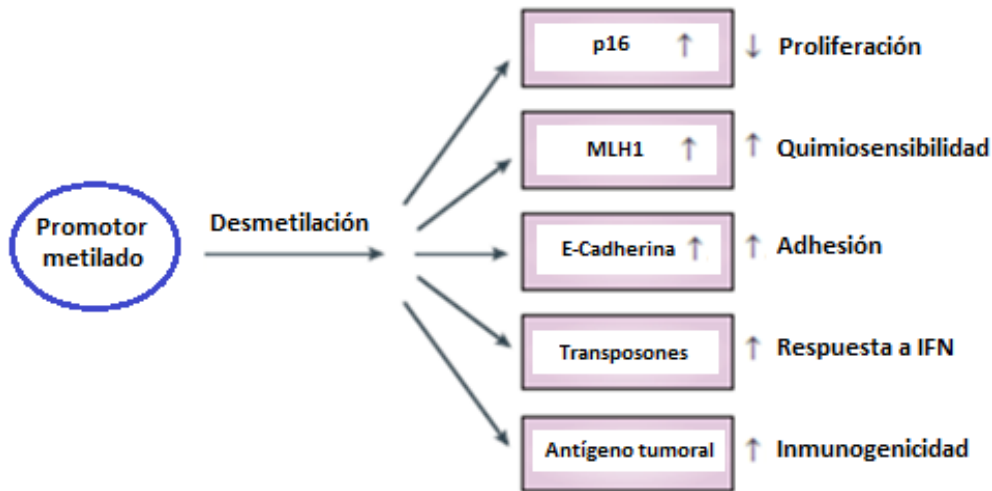 Promotor
metilado
Desmetilación
p16 ↑ ↓ Proliferación
MLH1 ↑ ↑ Quimiosensibilidad
E-Cadherina ↑ ↑ Adhesión
Transposones ↑ Respuesta a IFN
Antígeno tumoral ↑ Inmunogenicidad